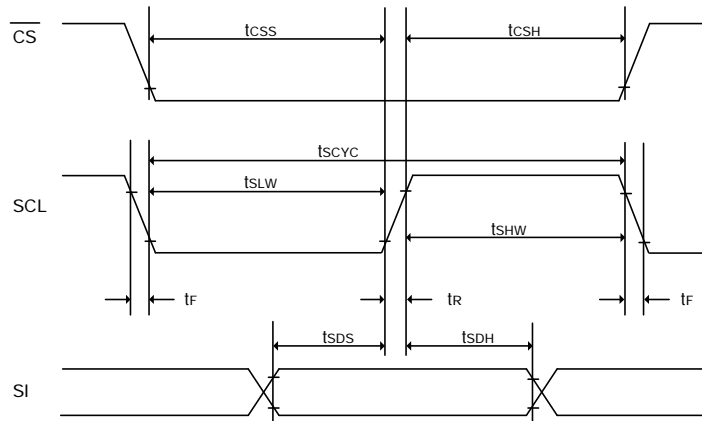 CS tCSS tCSH
tSCYC
tSLW
SCL
tSHW
tF tR tF
tSDS tSDH
SI